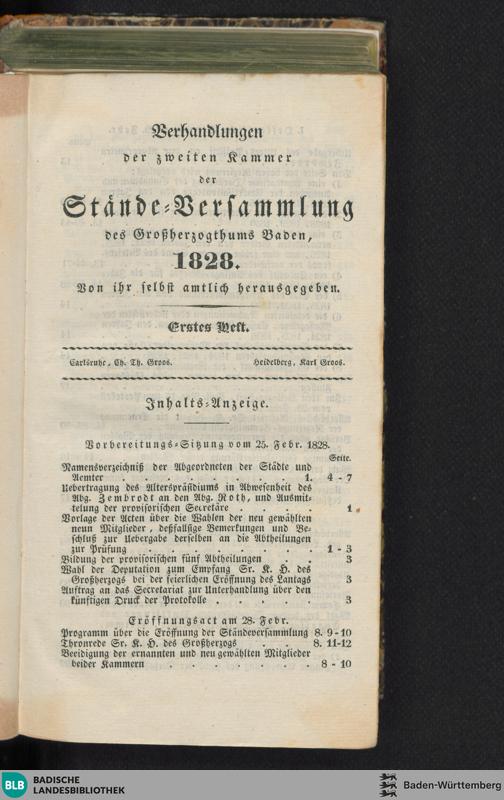 Verhandlungen
der zweiten Kammer
der
Stände-Versammlung
des Großherzogthums Baden,
1828.
Von ihr selbst amtlich herausgegeben.
Erstes Heft.
Carlsruhe, Ch. Th. Groos. Heidelberg, Karl Groos.
Inhalts-Anzeige.
Vorbereitungs-Sitzung vom 25. Febr. 1828.
Seite.
Namensverzeichniß der Abgeordneten der Städte und
Aemter . . . . . . . . 1. 4 - 7
Uebertragung des Alterspräsidiums in Abwesenheit des
Abg. Zembrodt an den Abg. Roth, und Ausmit-
telung der provisorischen Secretäre . . . . 1
Vorlage der Acten über die Wahlen der neu gewählten
neun Mitglieder, deßfallsige Bemerkungen und Be-
schluß zur Uebergabe derselben an die Abtheilungen
zur Prüfung . . . . . . . 1 - 3
Bildung der provisorischen fünf Abtheilungen . . 3
Wahl der Deputation zum Empfang Sr. K. H. des
Großherzogs bei der feierlichen Eröffnung des Lantags 3
Auftrag an das Secretariat zur Unterhandlung über den
künftigen Druck der Protokolle . . . . . 3
Eröffnungsact am 28. Febr.
Programm über die Eröffnung der Ständeversammlung 8. 9-10
Thronrede Sr. K. H. des Großherzogs . . 8. 11-12
Beeidigung der ernannten und neu gewählten Mitglieder
beider Kammern . . . . . . 8 - 10
BLB BADISCHE
LANDESBIBLIOTHEK
Baden-Württemberg